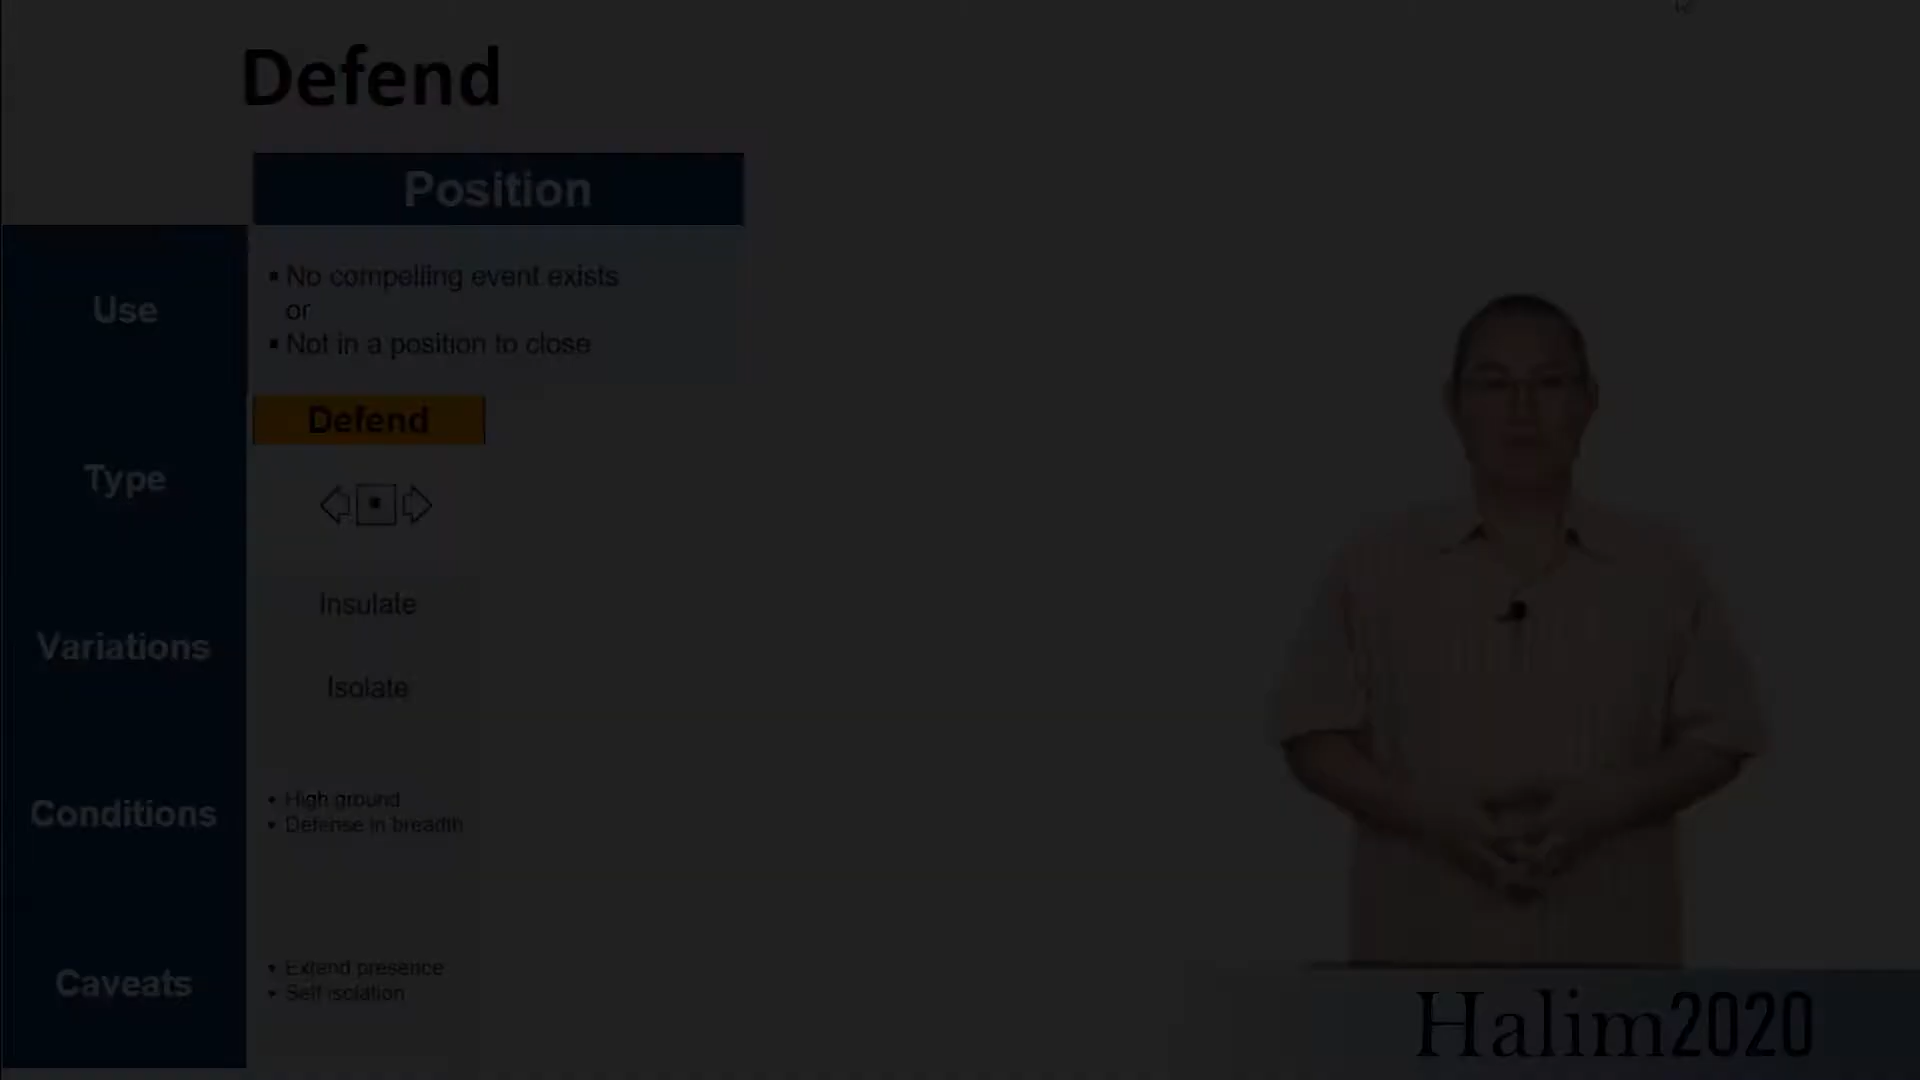 Defend
Position
Use
▪ No compelling event exists
or
▪ Not in a position to close
Defend
Type
Insulate
Variations
Isolate
• High ground
Conditions
• Defense in breadth
• Extend presence
Caveats
• Self isolation
Halim2020